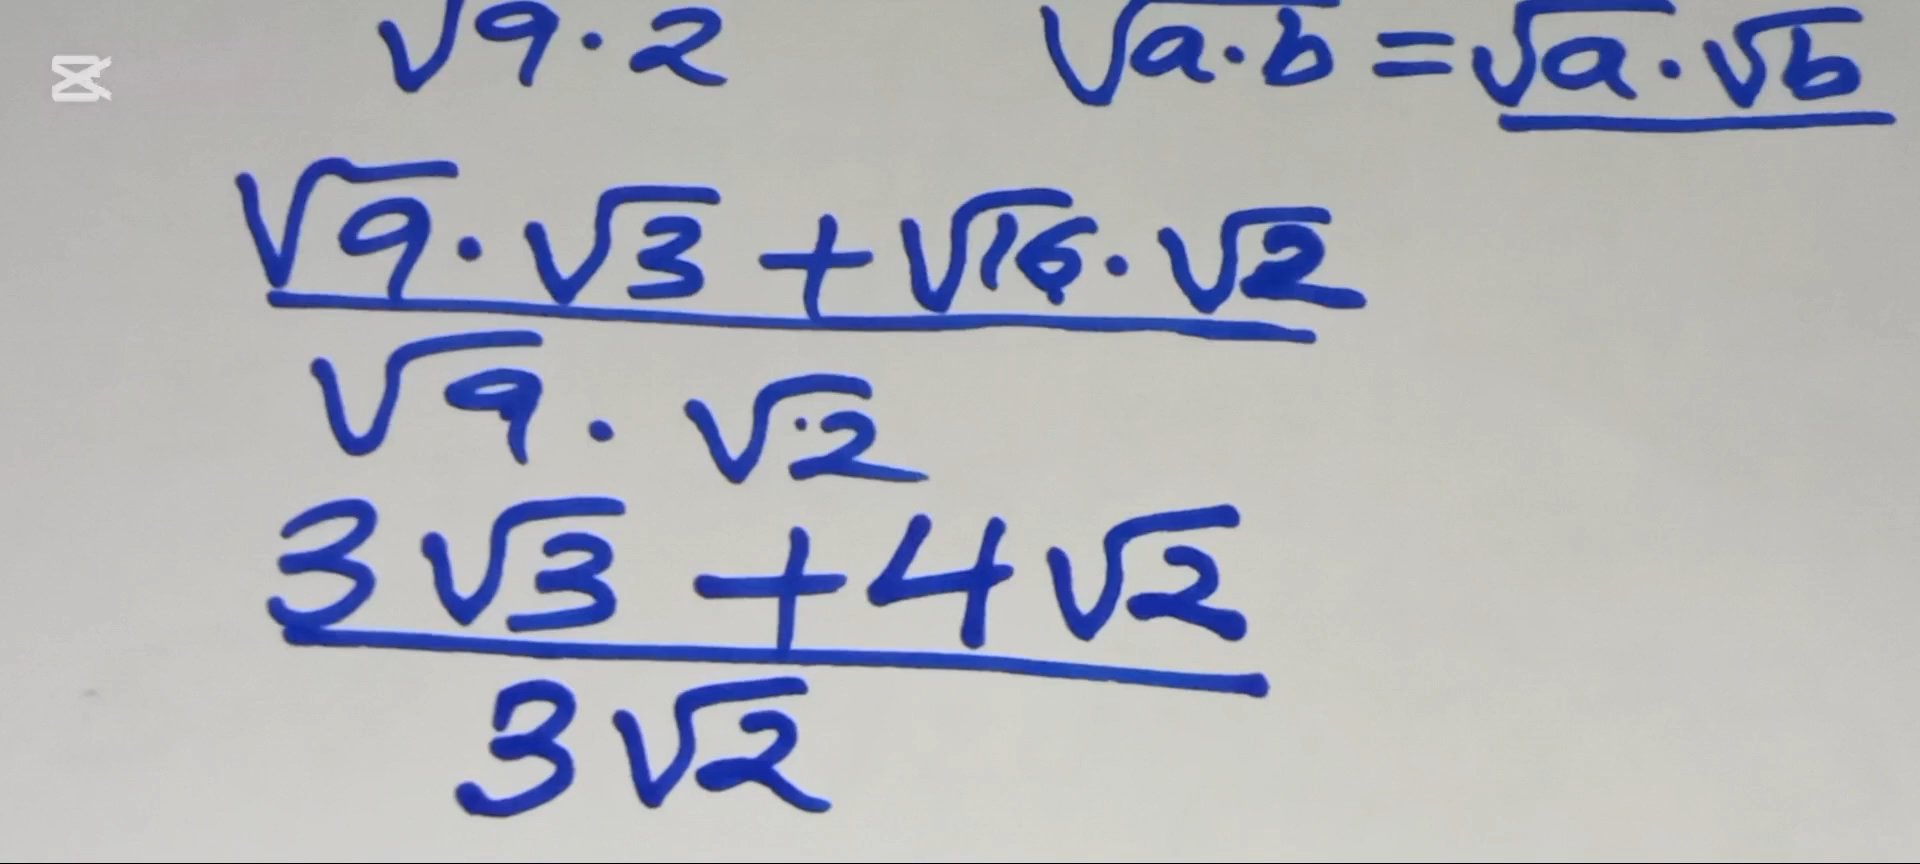 √9·2 √a·b = √a·√b
√9·√3 + √16·√2
√9·√2
3√3 + 4√2
3√2